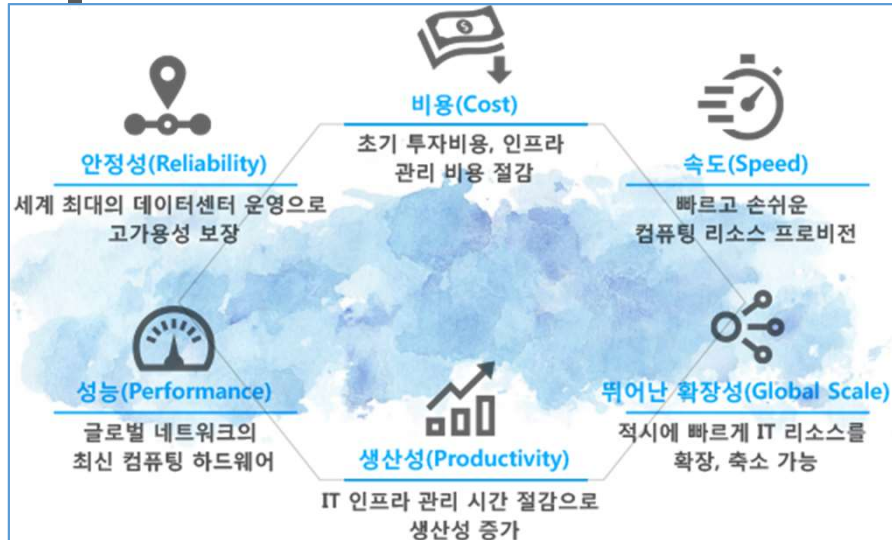 비용(Cost)
초기 투자비용, 인프라
관리 비용 절감
안정성(Reliability)
세계 최대의 데이터센터 운영으로
고가용성 보장
속도(Speed)
빠르고 손쉬운
컴퓨팅 리소스 프로비전
성능(Performance)
글로벌 네트워크의
최신 컴퓨팅 하드웨어
생산성(Productivity)
IT 인프라 관리 시간 절감으로
생산성 증가
뛰어난 확장성(Global Scale)
적시에 빠르게 IT 리소스를
확장, 축소 가능